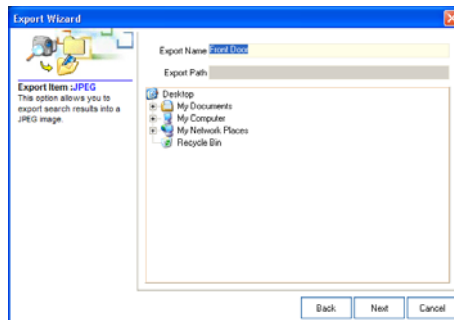 Export Wizard
Export Name Front Door
Export Path
Export Item :JPEG
This option allows you to
export search results into a
JPEG image.
Desktop
My Documents
My Computer
My Network Places
Recycle Bin
Back Next Cancel